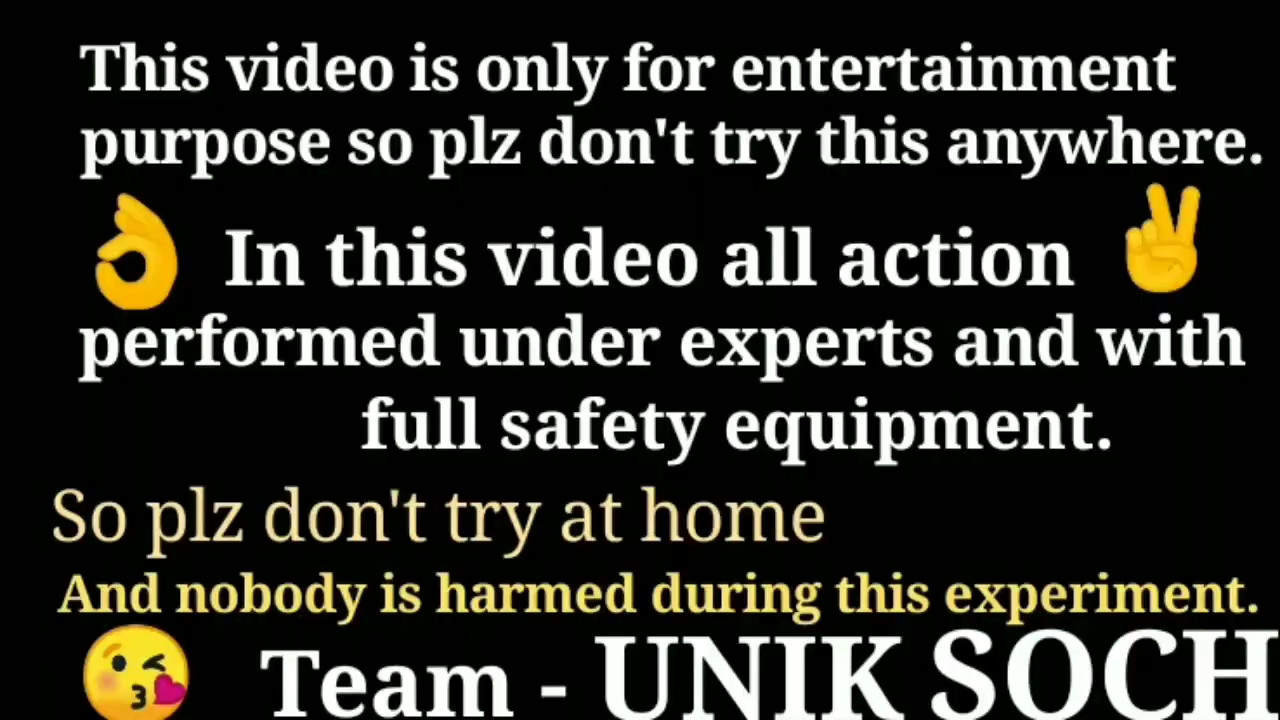 This video is only for entertainment
purpose so plz don't try this anywhere.
👌 In this video all action ✌
performed under experts and with
full safety equipment.
So plz don't try at home
And nobody is harmed during this experiment.
😘 Team - UNIK SOCH